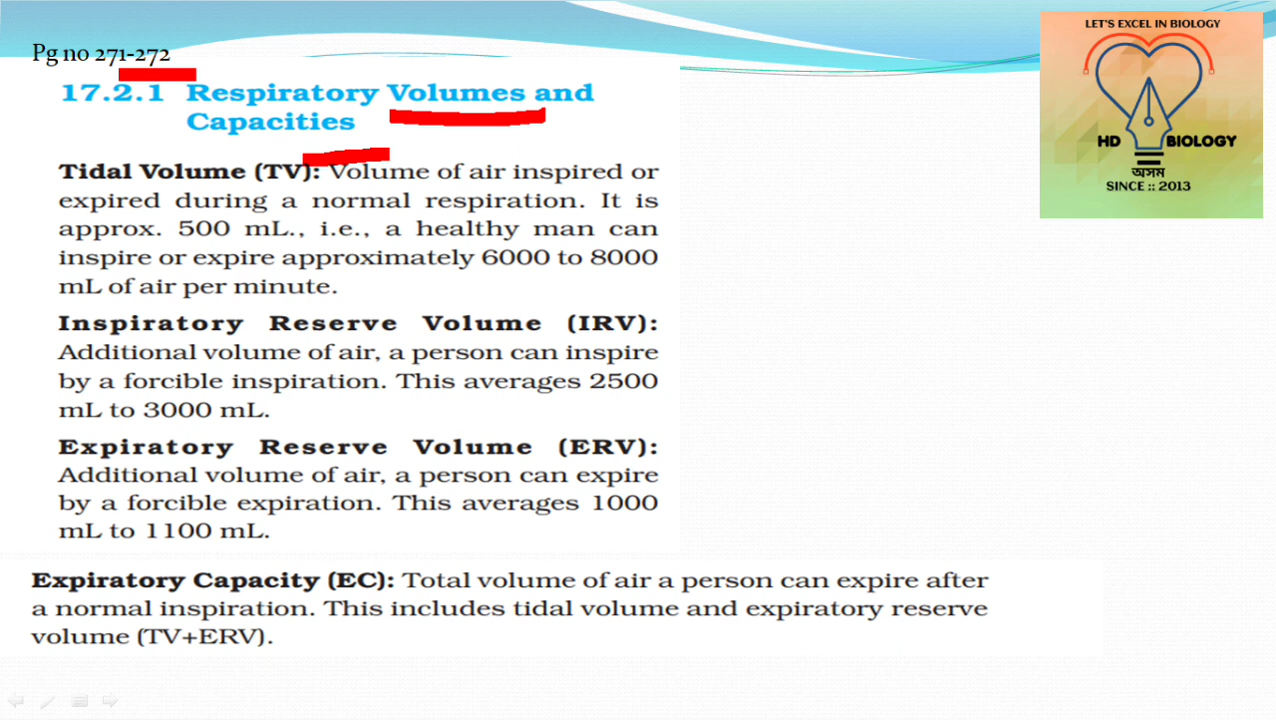 Pg no 271-272
17.2.1 Respiratory Volumes and
Capacities
Tidal Volume (TV): Volume of air inspired or
expired during a normal respiration. It is
approx. 500 mL., i.e., a healthy man can
inspire or expire approximately 6000 to 8000
mL of air per minute.
Inspiratory Reserve Volume (IRV):
Additional volume of air, a person can inspire
by a forcible inspiration. This averages 2500
mL to 3000 mL.
Expiratory Reserve Volume (ERV):
Additional volume of air, a person can expire
by a forcible expiration. This averages 1000
mL to 1100 mL.
Expiratory Capacity (EC): Total volume of air a person can expire after
a normal inspiration. This includes tidal volume and expiratory reserve
volume (TV+ERV).
LET'S EXCEL IN BIOLOGY
HD BIOLOGY
অসম
SINCE :: 2013